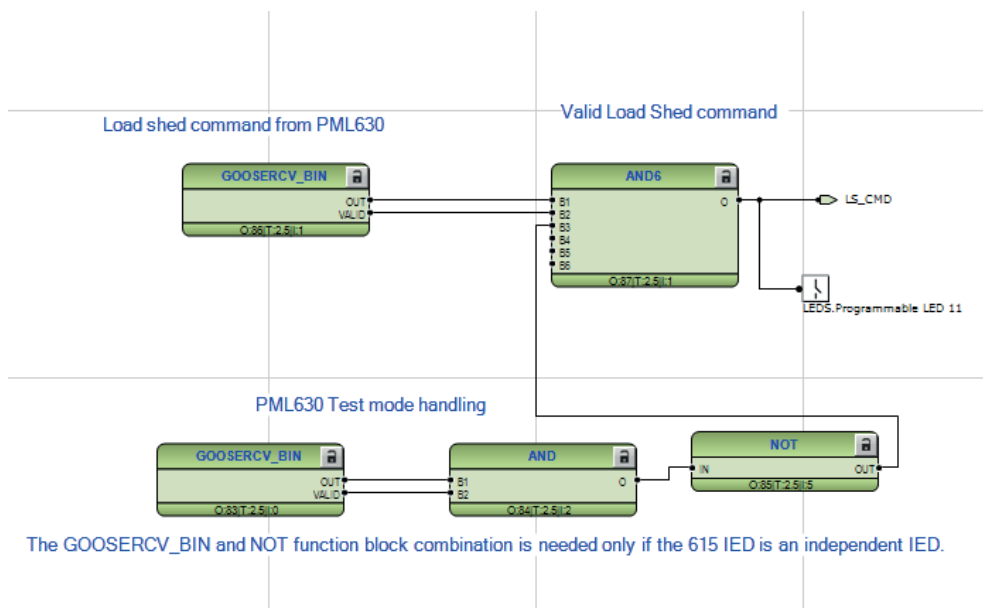 Valid Load Shed command
Load shed command from PML630
GOOSERCV_BIN
OUT
VALID
O:86|T:2.5|I:1
AND6
B1
B2
B3
B4
B5
B6
O
O:87|T:2.5|I:1
LS_CMD
LEDS.Programmable LED 11
PML630 Test mode handling
GOOSERCV_BIN
OUT
VALID
O:83|T:2.5|I:0
AND
B1
B2
O
O:84|T:2.5|I:2
NOT
IN
OUT
O:85|T:2.5|I:5
The GOOSERCV_BIN and NOT function block combination is needed only if the 615 IED is an independent IED.